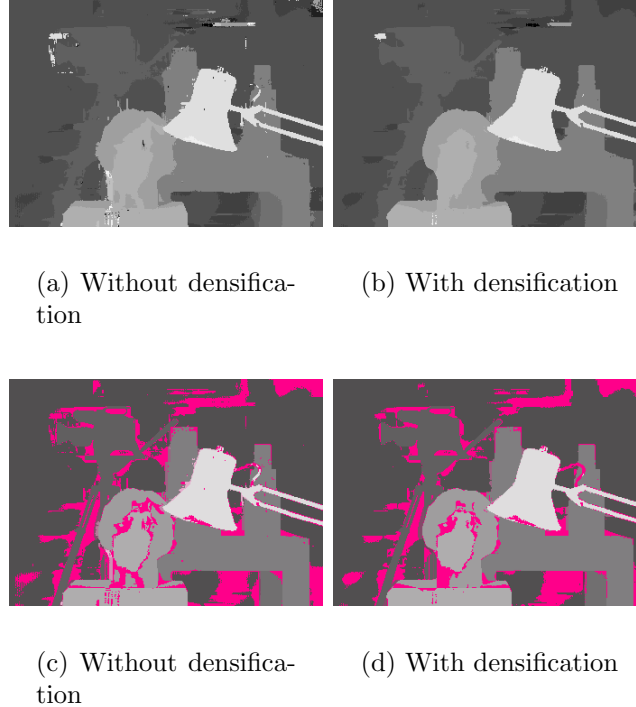 (a) Without densifica-
tion
(b) With densification
(c) Without densifica-
tion
(d) With densification